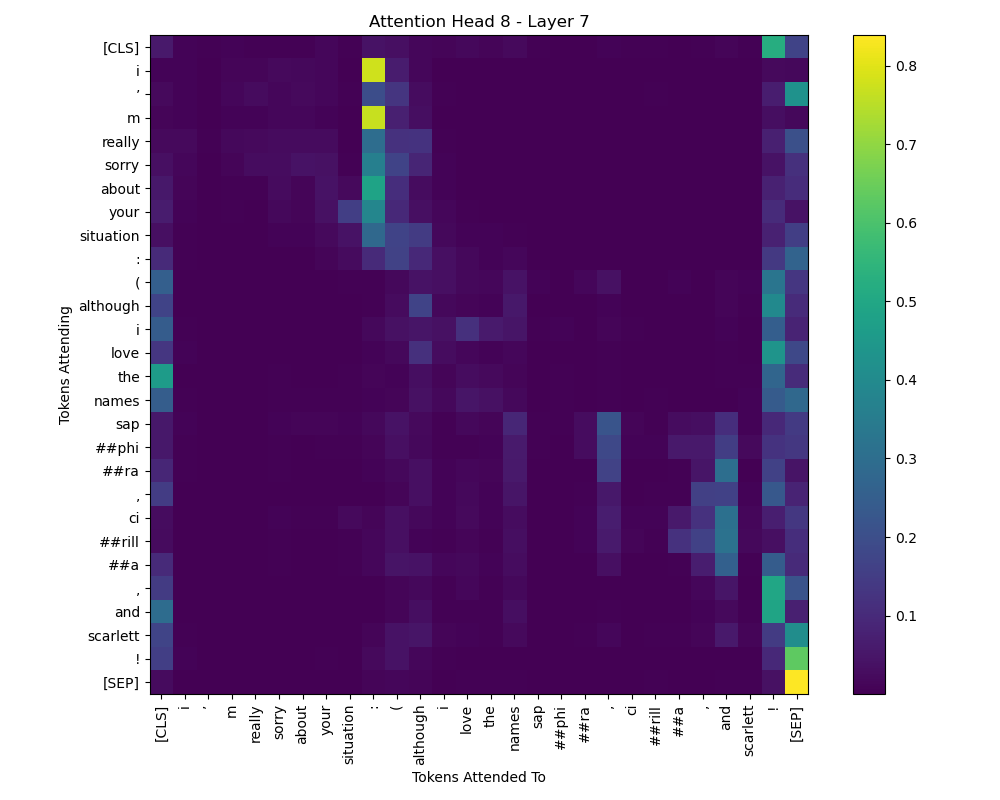 Attention Head 8 - Layer 7
Tokens Attending
[CLS]
i
’
m
really
sorry
about
your
situation
:
(
although
i
love
the
names
sap
##phi
##ra
,
ci
##rill
##a
,
and
scarlett
!
[SEP]
[CLS]
i
’
m
really
sorry
about
your
situation
:
(
although
i
love
the
names
sap
##phi
##ra
,
ci
##rill
##a
,
and
scarlett
!
[SEP]
Tokens Attended To
0.8
0.7
0.6
0.5
0.4
0.3
0.2
0.1